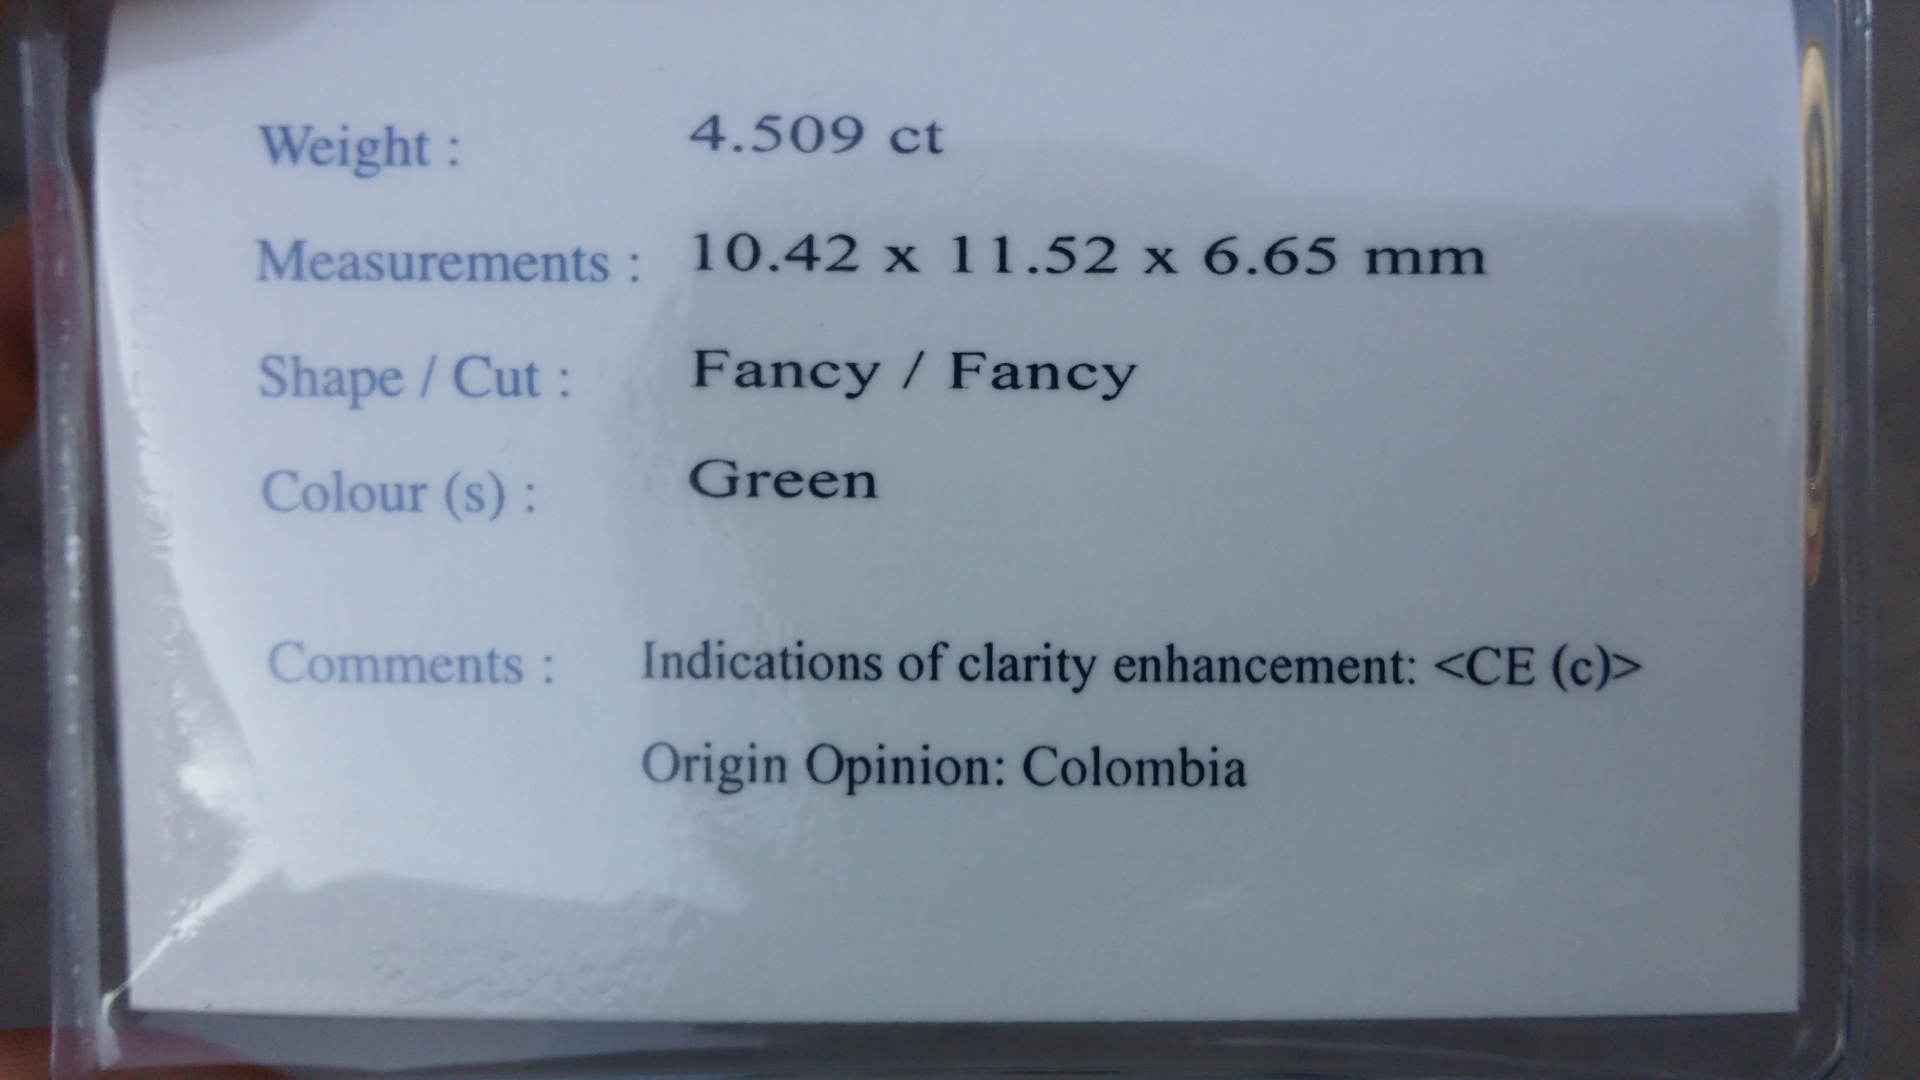 Weight : 4.509 ct
Measurements : 10.42 x 11.52 x 6.65 mm
Shape / Cut : Fancy / Fancy
Colour (s) : Green
Comments : Indications of clarity enhancement: <CE (c)>
Origin Opinion: Colombia